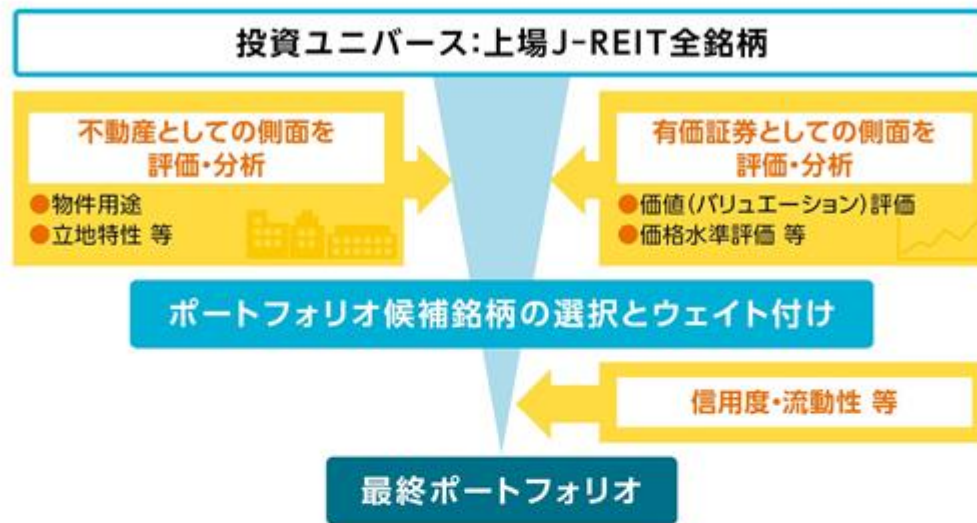 投資ユニバース:上場J-REIT全銘柄
不動産としての側面を
評価・分析
●物件用途
●立地特性 等
有価証券としての側面を
評価・分析
●価値(バリュエーション)評価
●価格水準評価 等
ポートフォリオ候補銘柄の選択とウェイト付け
信用度・流動性 等
最終ポートフォリオ